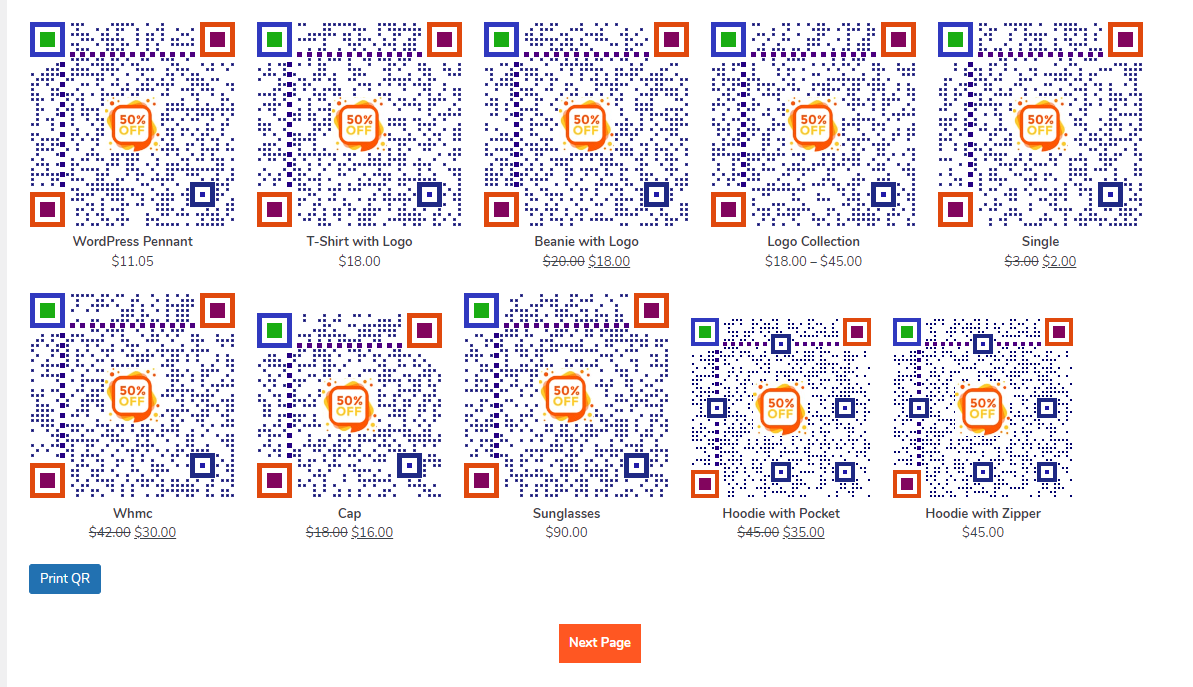 50% OFF
50% OFF
50% OFF
50% OFF
50% OFF
WordPress Pennant
$11.05
T-Shirt with Logo
$18.00
Beanie with Logo
$20.00 $18.00
Logo Collection
$18.00 – $45.00
Single
$3.00 $2.00
50% OFF
50% OFF
50% OFF
50% OFF
50% OFF
Whmc
$42.00 $30.00
Cap
$18.00 $16.00
Sunglasses
$90.00
Hoodie with Pocket
$45.00 $35.00
Hoodie with Zipper
$45.00
Print QR
Next Page